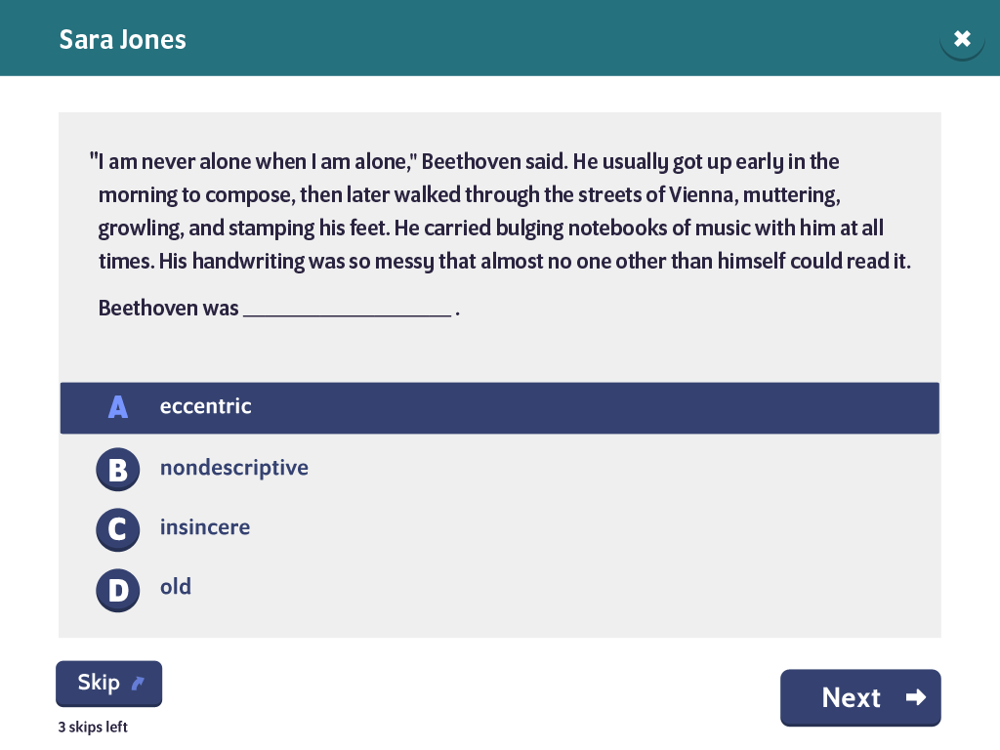 Sara Jones
"I am never alone when I am alone," Beethoven said. He usually got up early in the
morning to compose, then later walked through the streets of Vienna, muttering,
growling, and stamping his feet. He carried bulging notebooks of music with him at all
times. His handwriting was so messy that almost no one other than himself could read it.
Beethoven was ____________________ .
A eccentric
B nondescriptive
C insincere
D old
Skip
3 skips left
Next